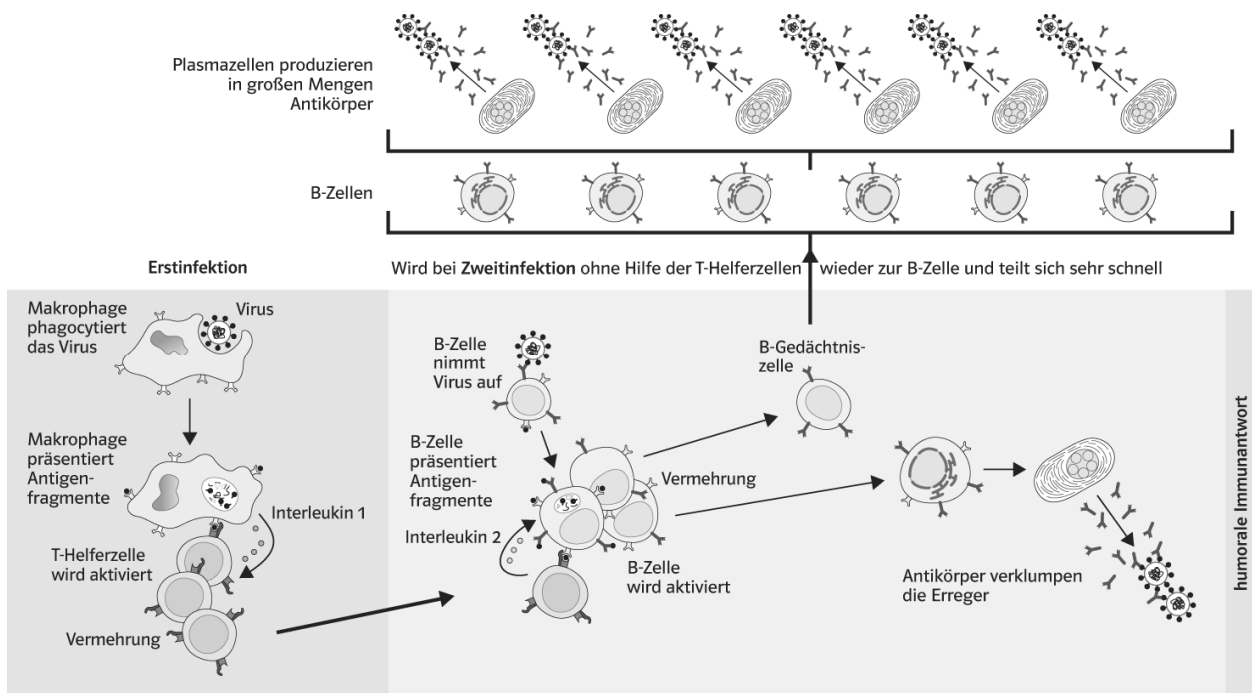 Plasmazellen produzieren
in großen Mengen
Antikörper
B-Zellen
Erstinfektion
Wird bei Zweitinfektion ohne Hilfe der T-Helferzellen wieder zur B-Zelle und teilt sich sehr schnell
Makrophage
phagocytiert
das Virus
Virus
Makrophage
präsentiert
Antigen-
fragmente
Interleukin 1
T-Helferzelle
wird aktiviert
Vermehrung
B-Zelle
nimmt
Virus auf
B-Zelle
präsentiert
Antigen-
fragmente
Interleukin 2
Vermehrung
B-Zelle
wird aktiviert
B-Gedächtnis-
zelle
Antikörper verklumpen
die Erreger
humorale Immunantwort